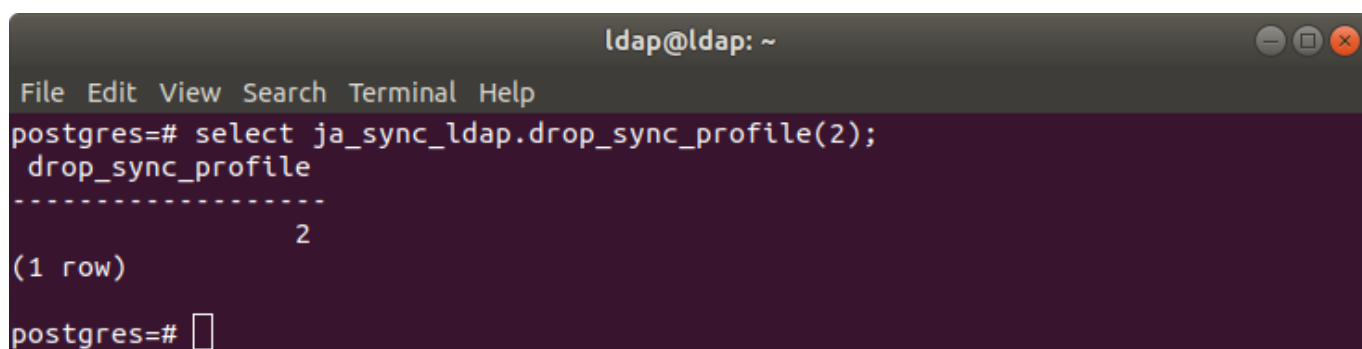 ldap@ldap: ~
File Edit View Search Terminal Help
postgres=# select ja_sync_ldap.drop_sync_profile(2);
 drop_sync_profile
-------------------
                 2
(1 row)

postgres=#